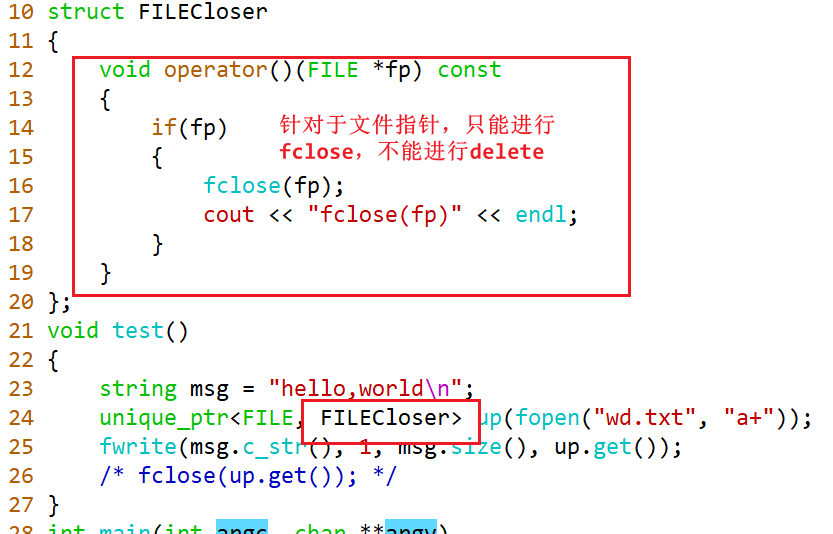 10 struct FILECloser
11 {
12     void operator()(FILE *fp) const
13     {
14         if(fp) 针对于文件指针，只能进行
15         { fclose，不能进行delete
16             fclose(fp);
17             cout << "fclose(fp)" << endl;
18         }
19     }
20 };
21 void test()
22 {
23     string msg = "hello,world\n";
24     unique_ptr<FILE, FILECloser> up(fopen("wd.txt", "a+"));
25     fwrite(msg.c_str(), 1, msg.size(), up.get());
26     /* fclose(up.get()); */
27 }
28 int main(int argc, char **argv)